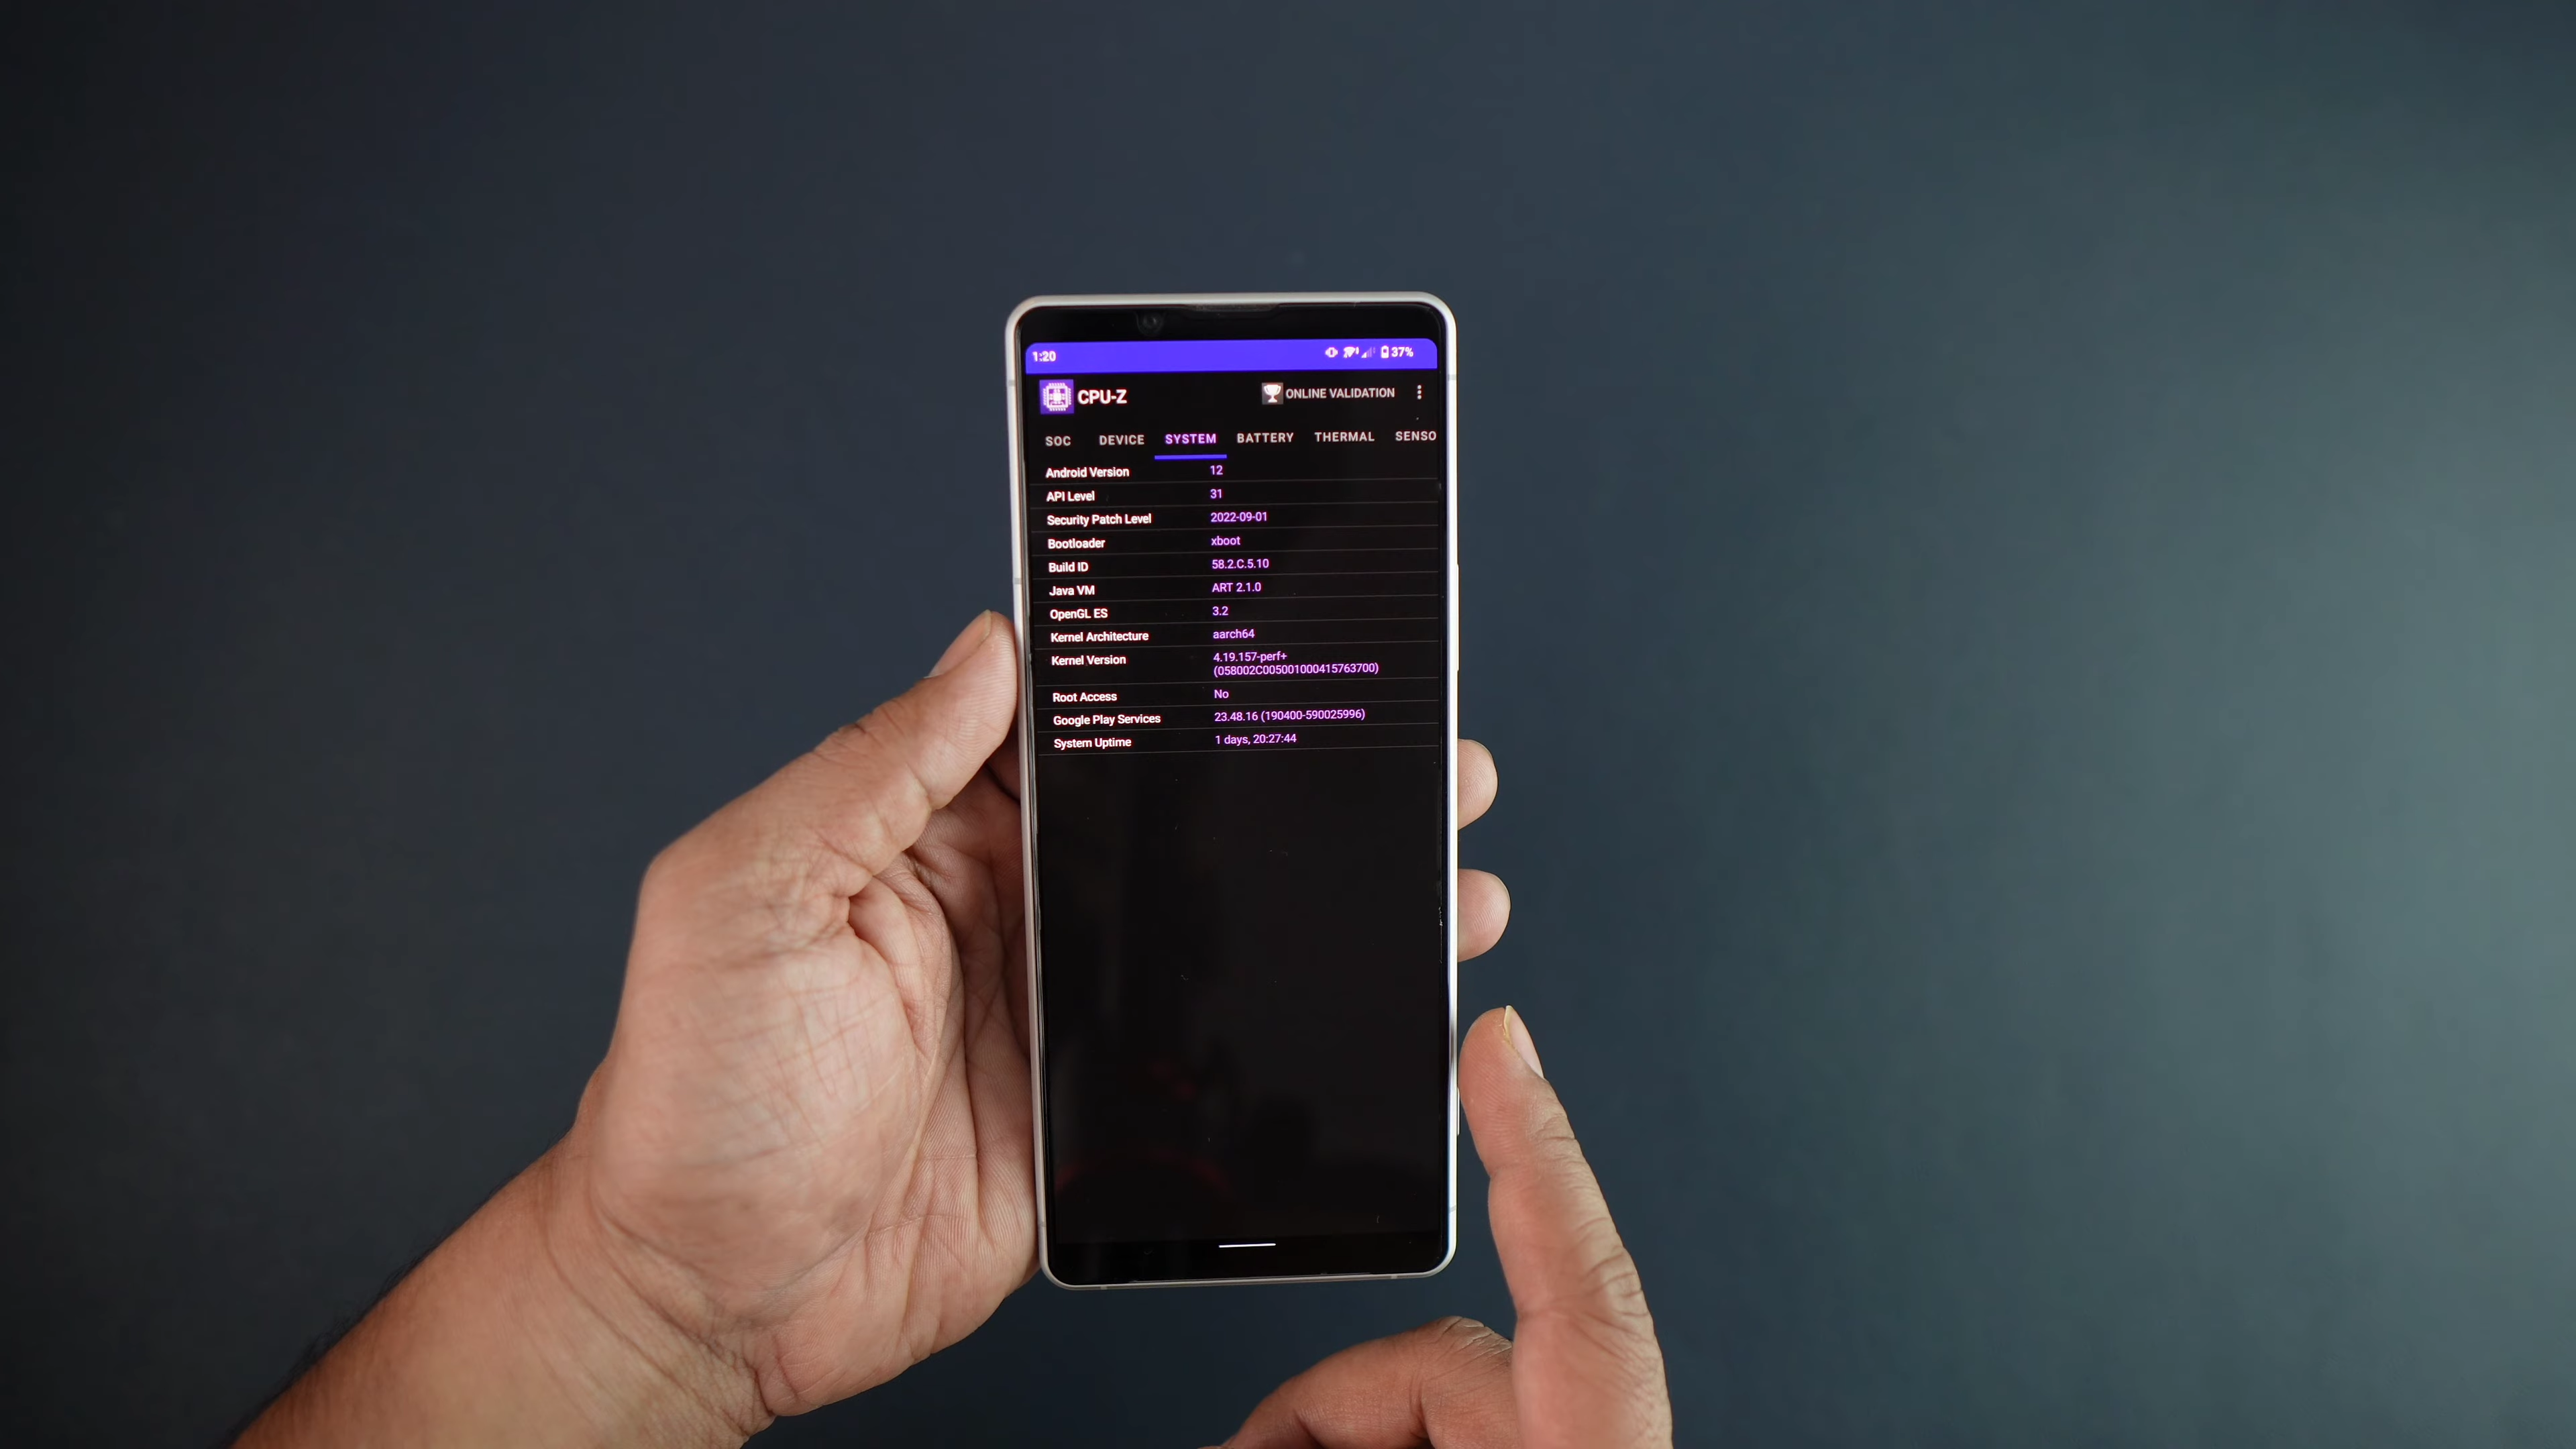 1:20 37%
CPU-Z ONLINE VALIDATION
SOC DEVICE SYSTEM BATTERY THERMAL SENSO
Android Version 12
API Level 31
Security Patch Level 2022-09-01
Bootloader xboot
Build ID 58.2.C.5.10
Java VM ART 2.1.0
OpenGL ES 3.2
Kernel Architecture aarch64
Kernel Version 4.19.157-perf+
(058002C005001000415763700)
Root Access No
Google Play Services 23.48.16 (190400-590025996)
System Uptime 1 days, 20:27:44